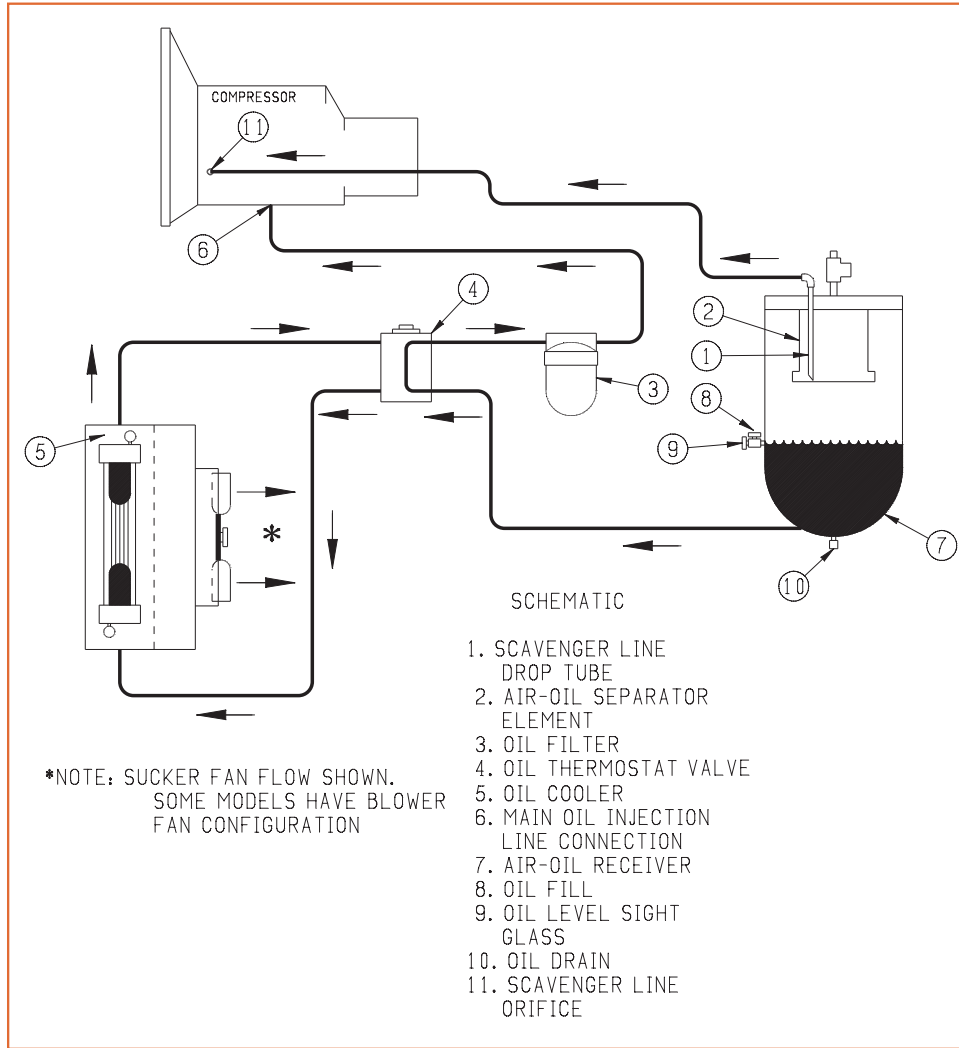 COMPRESSOR
11
6
4
2
1
3
8
9
5
*
7
10
SCHEMATIC
1. SCAVENGER LINE
DROP TUBE
2. AIR-OIL SEPARATOR
ELEMENT
3. OIL FILTER
4. OIL THERMOSTAT VALVE
5. OIL COOLER
6. MAIN OIL INJECTION
LINE CONNECTION
7. AIR-OIL RECEIVER
8. OIL FILL
9. OIL LEVEL SIGHT
GLASS
10. OIL DRAIN
11. SCAVENGER LINE
ORIFICE
*NOTE: SUCKER FAN FLOW SHOWN.
SOME MODELS HAVE BLOWER
FAN CONFIGURATION